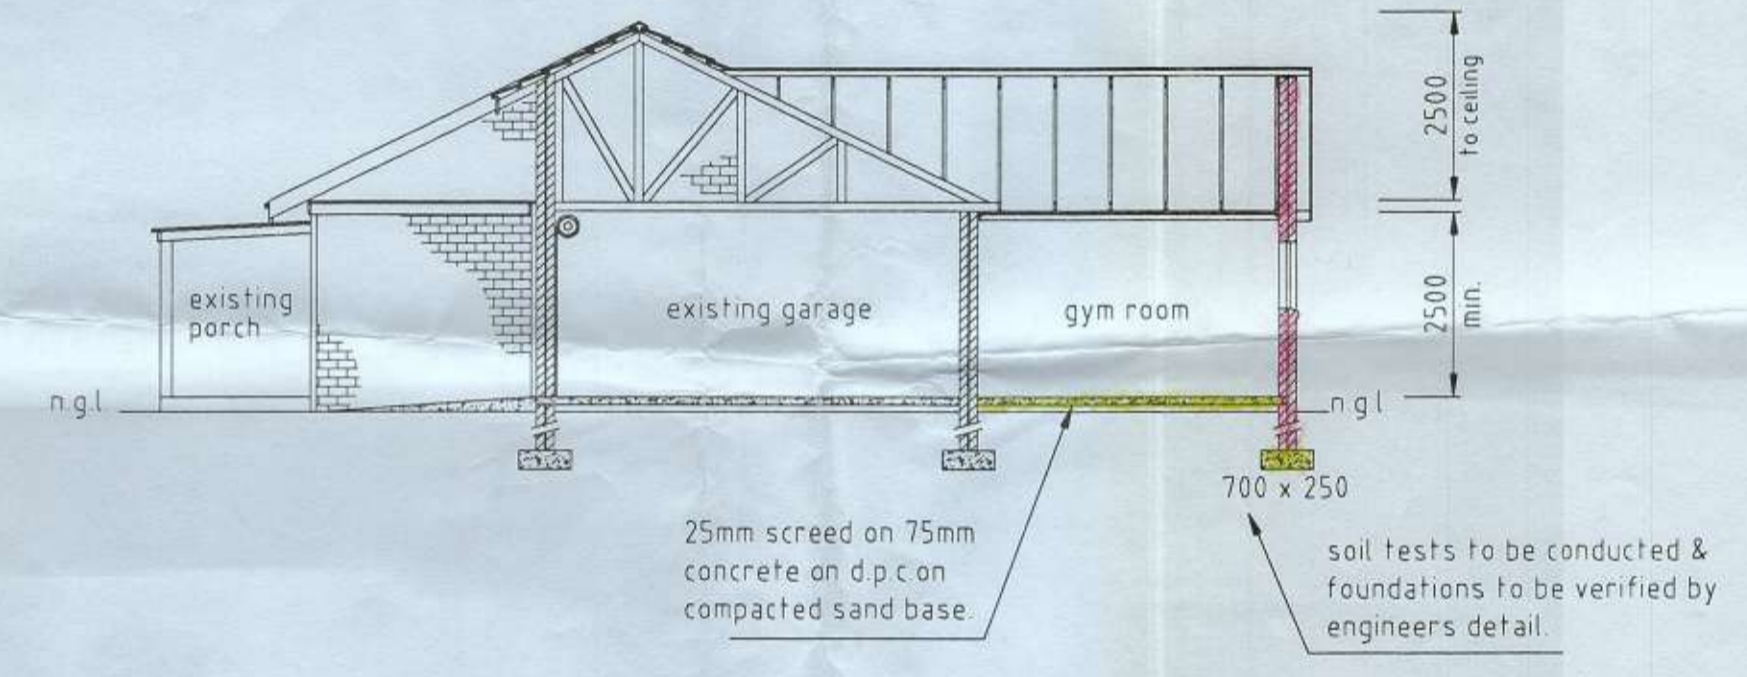 2500
to ceiling
existing
porch
existing garage
gym room
2500
min.
n.g.l
n g l
700 x 250
25mm screed on 75mm
concrete on d.p.c.on
compacted sand base.
soil tests to be conducted &
foundations to be verified by
engineers detail.